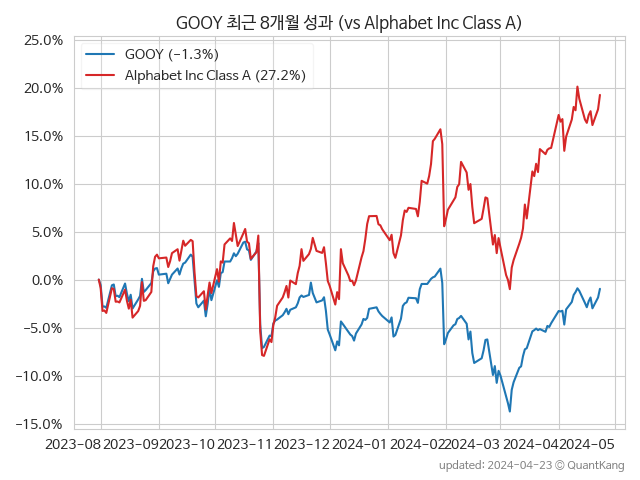 GOOY 최근 8개월 성과 (vs Alphabet Inc Class A)
GOOY (−1.3%)
Alphabet Inc Class A (27.2%)
25.0%
20.0%
15.0%
10.0%
5.0%
0.0%
−5.0%
−10.0%
−15.0%
2023−08 2023−09 2023−10 2023−11 2023−12 2024−01 2024−02 2024−03 2024−04 2024−05
updated: 2024−04−23 © QuantKang